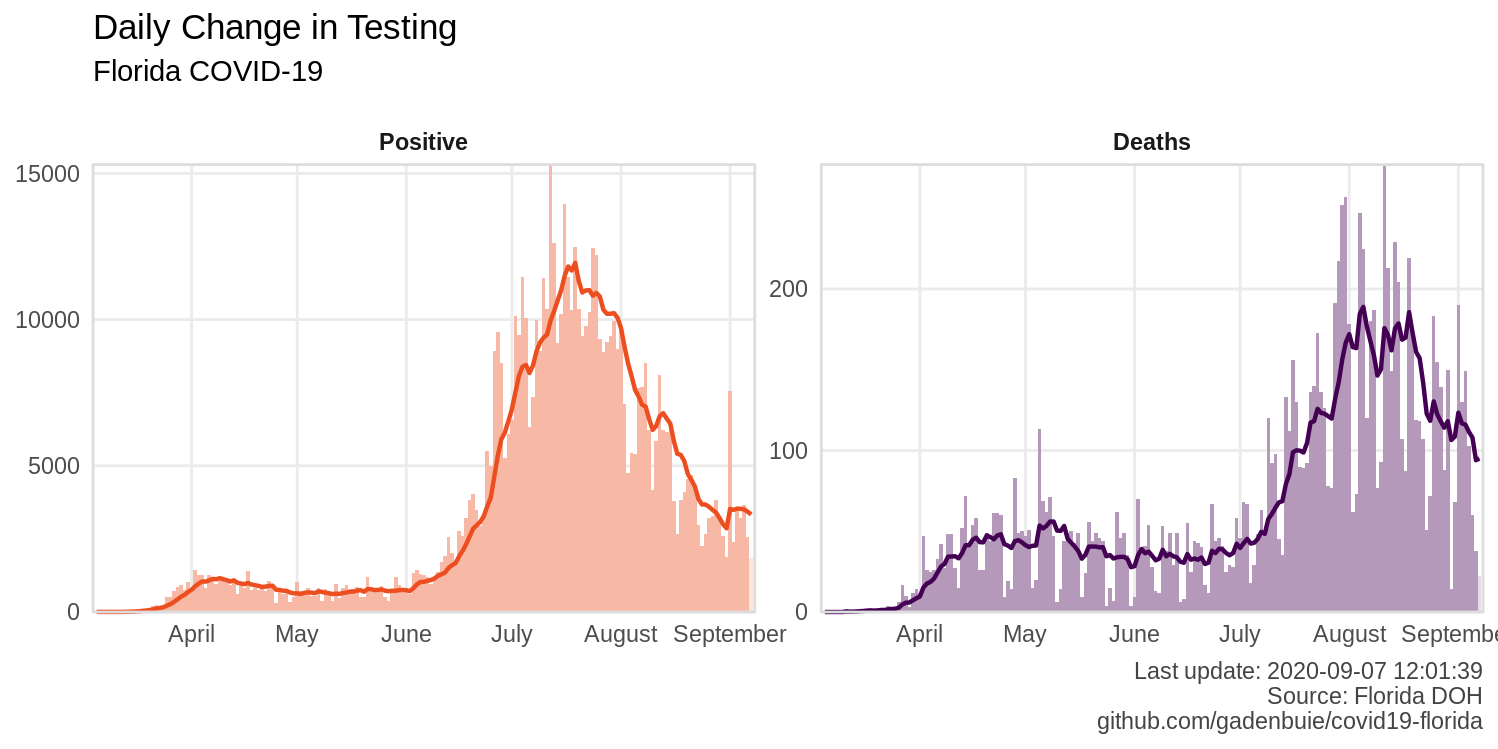 Daily Change in Testing
Florida COVID-19
Positive
15000
10000
5000
0
April May June July August September
Deaths
200
100
0
April May June July August Septembe
Last update: 2020-09-07 12:01:39
Source: Florida DOH
github.com/gadenbuie/covid19-florida